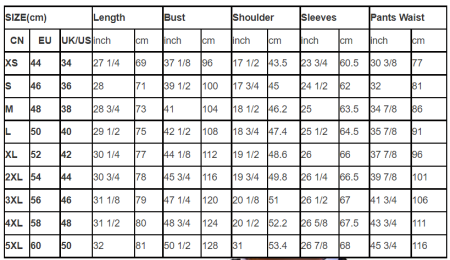 SIZE(cm) Length Bust Shoulder Sleeves Pants Waist
CN EU UK/US inch cm inch cm inch cm inch cm inch cm
XS 44 34 27 1/4 69 37 1/8 96 17 1/2 43.5 23 3/4 60.5 30 3/8 77
S 46 36 28 71 39 1/2 100 17 3/4 45 24 1/2 62 32 81
M 48 38 28 3/4 73 41 104 18 1/2 46.2 25 63.5 34 7/8 86
L 50 40 29 1/2 75 42 1/2 108 18 3/4 47.4 25 1/2 64.5 35 7/8 91
XL 52 42 30 1/4 77 44 1/8 112 19 1/2 48.6 26 66 37 7/8 96
2XL 54 44 30 3/4 78 45 3/4 116 19 3/4 49.8 26 1/4 66.5 39 7/8 101
3XL 56 46 31 1/8 79 47 1/4 120 20 1/8 51 26 1/2 67 41 3/4 106
4XL 58 48 31 1/2 80 48 3/4 124 20 1/2 52.2 26 5/8 67.5 43 3/4 111
5XL 60 50 32 81 50 1/2 128 31 53.4 26 7/8 68 45 3/4 116